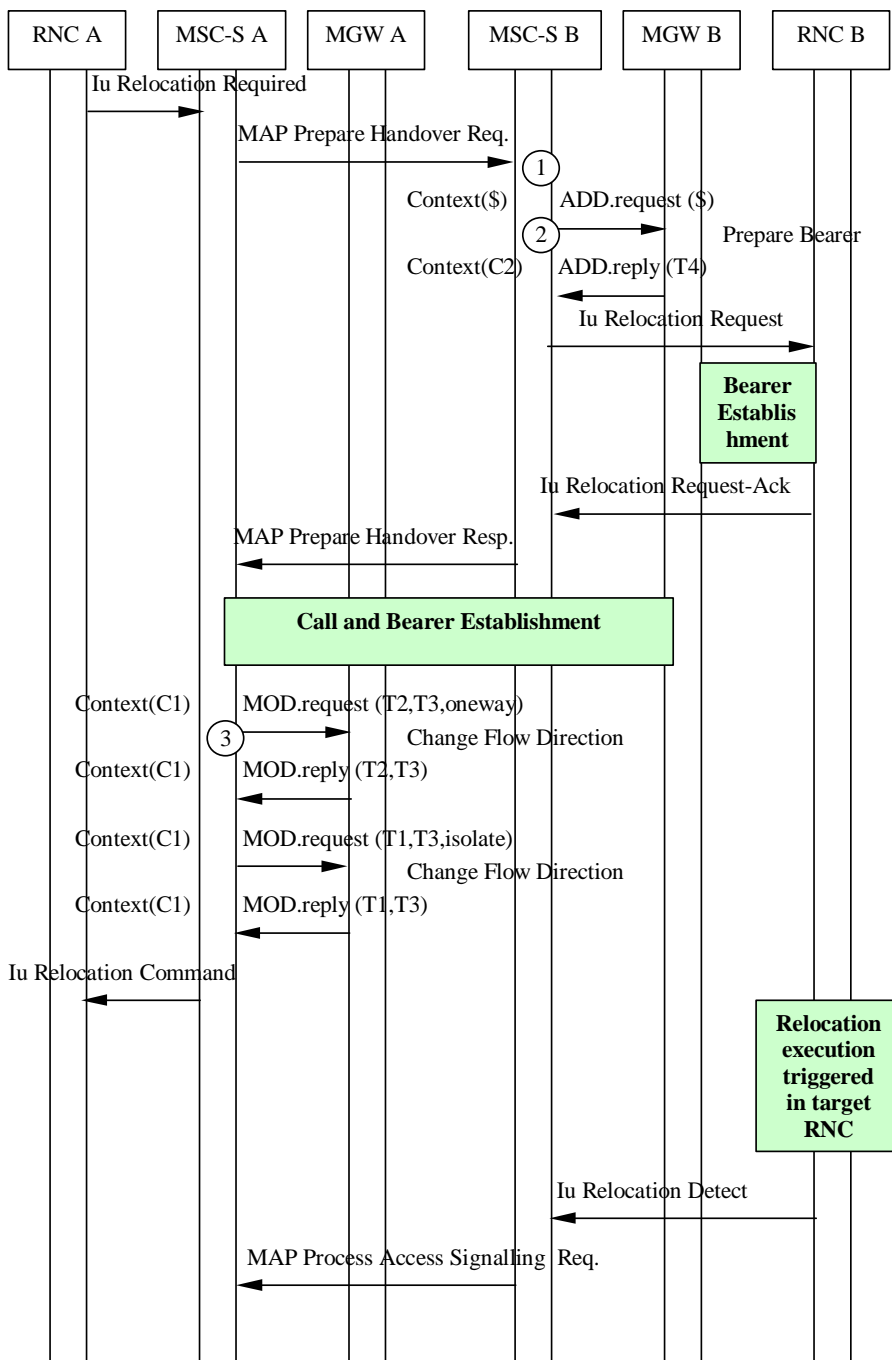 RNC A
MSC-S A
MGW A
MSC-S B
MGW B
RNC B
Iu Relocation Required
MAP Prepare Handover Req.
1
Context($)
ADD.request ($)
2
Prepare Bearer
Context(C2)
ADD.reply (T4)
Iu Relocation Request
Bearer
Establis
hment
Iu Relocation Request-Ack
MAP Prepare Handover Resp.
Call and Bearer Establishment
Context(C1)
MOD.request (T2,T3,oneway)
3
Change Flow Direction
Context(C1)
MOD.reply (T2,T3)
Context(C1)
MOD.request (T1,T3,isolate)
Change Flow Direction
Context(C1)
MOD.reply (T1,T3)
Iu Relocation Command
Relocation
execution
triggered
in target
RNC
Iu Relocation Detect
MAP Process Access Signalling Req.